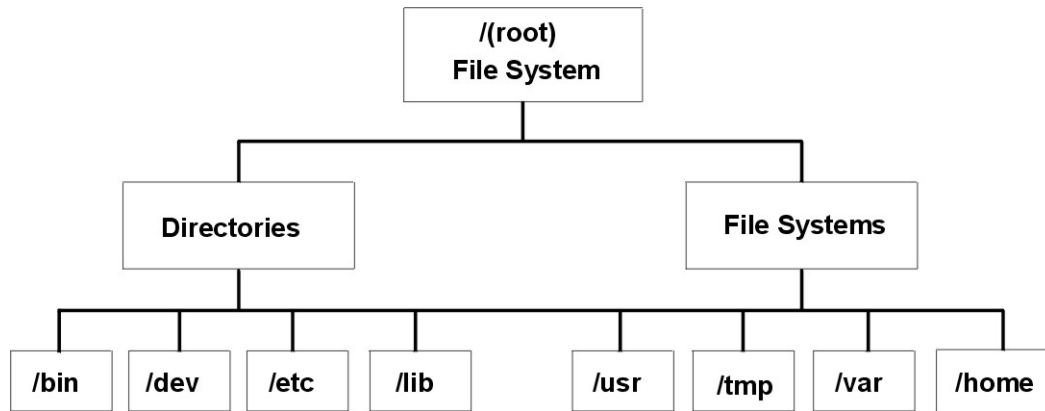 /(root)
File System
Directories
File Systems
/bin
/dev
/etc
/lib
/usr
/tmp
/var
/home